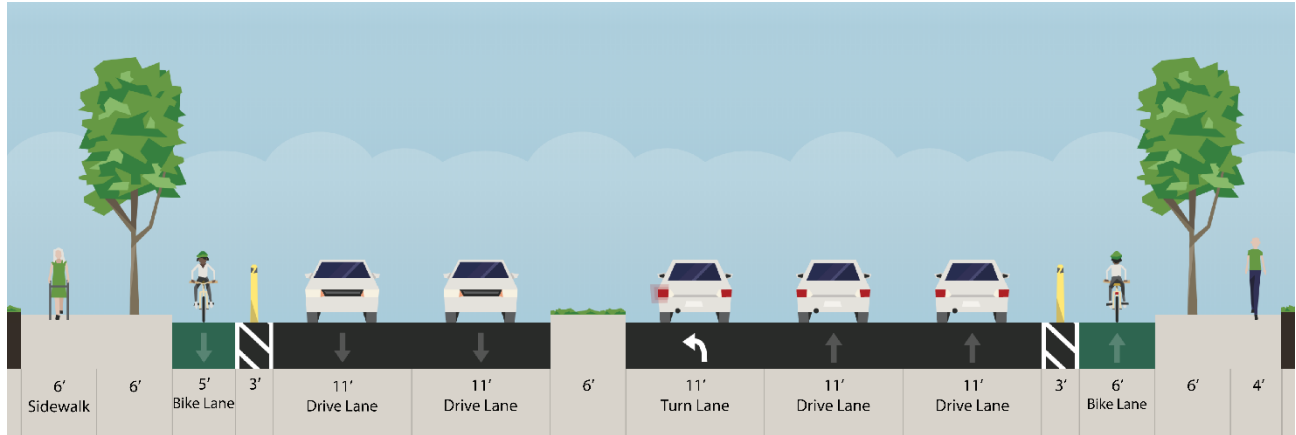 6’
Sidewalk
6’
5’
Bike Lane
3’
11’
Drive Lane
11’
Drive Lane
6’
11’
Turn Lane
11’
Drive Lane
11’
Drive Lane
3’
6’
Bike Lane
6’
4’